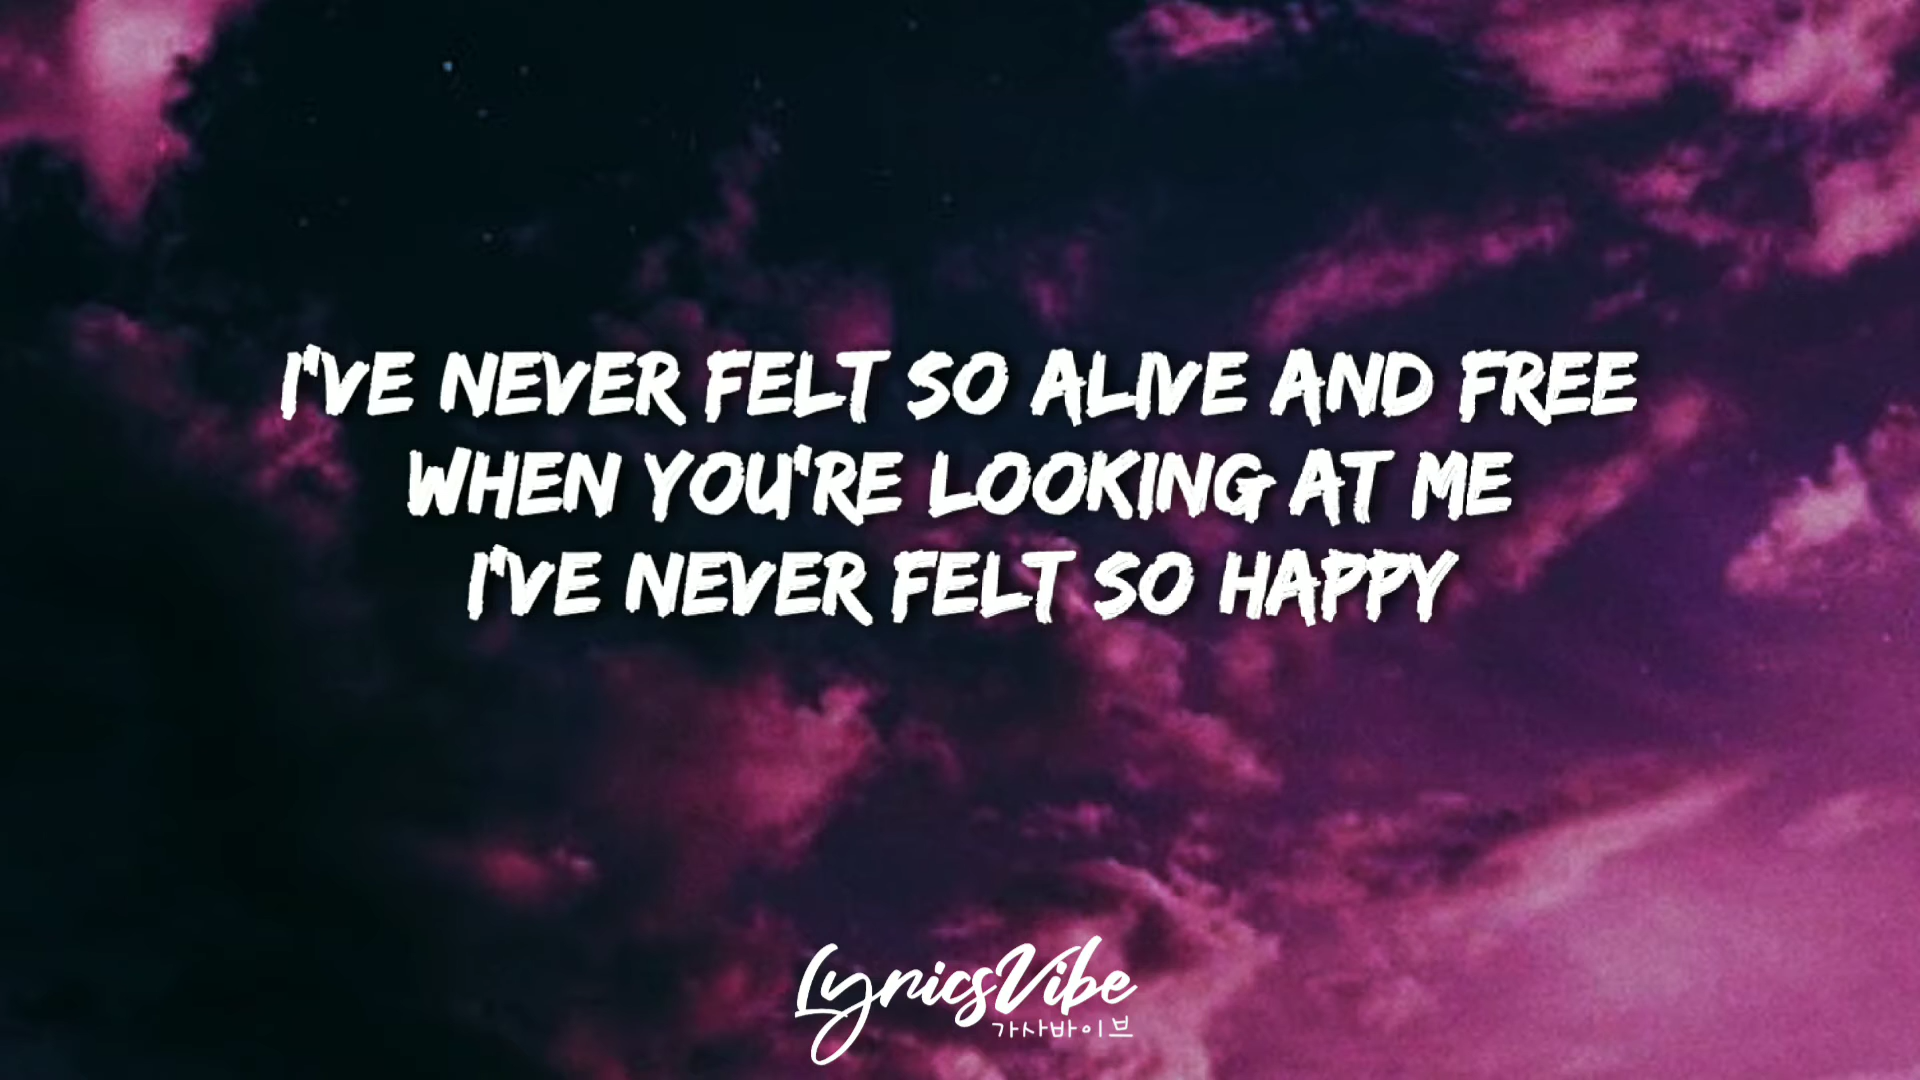 I'VE NEVER FELT SO ALIVE AND FREE
WHEN YOU'RE LOOKING AT ME
I'VE NEVER FELT SO HAPPY
LyricsVibe
가사바이브